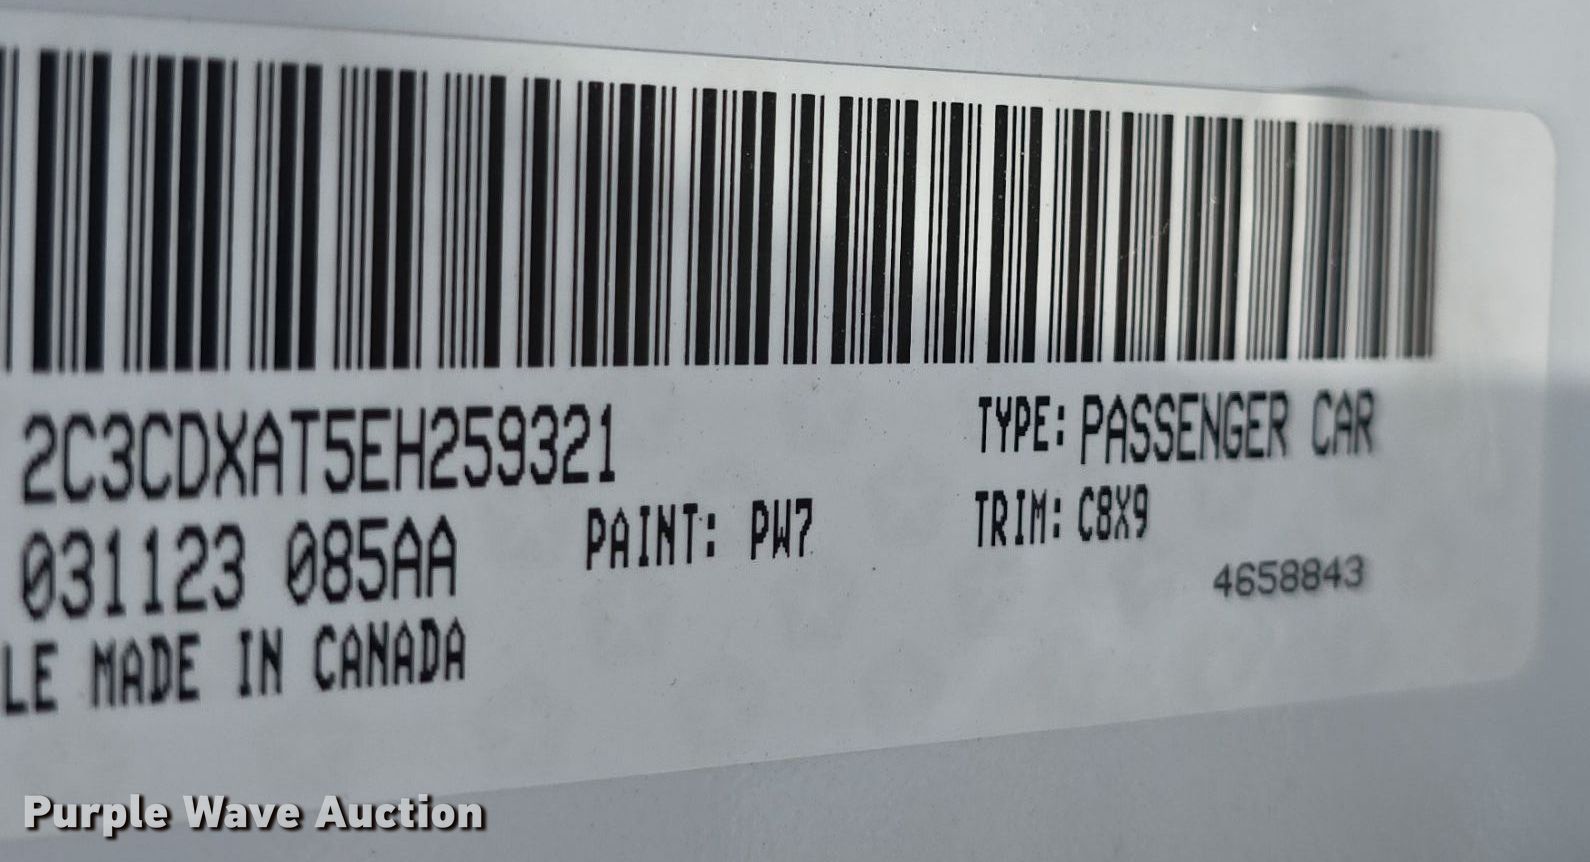 2C3CDXAT5EH259321 TYPE: PASSENGER CAR
031123 085AA PAINT: PW7 TRIM: C8X9
4658843
LE MADE IN CANADA
Purple Wave Auction